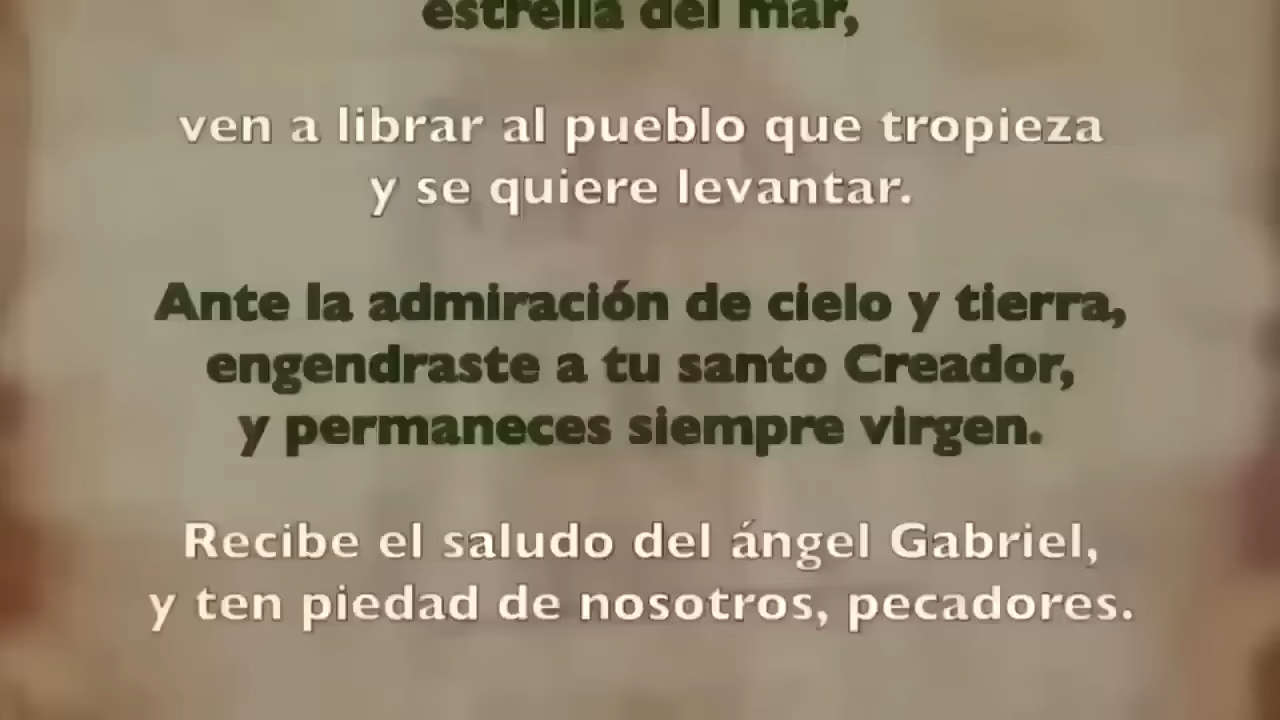 estrella del mar,
ven a librar al pueblo que tropieza
y se quiere levantar.
Ante la admiración de cielo y tierra,
engendraste a tu santo Creador,
y permaneces siempre virgen.
Recibe el saludo del ángel Gabriel,
y ten piedad de nosotros, pecadores.